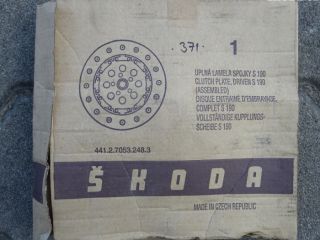 371 1
ÚPLNÁ LAMELA SPOJKY S 190
CLUTCH PLATE, DRIVEN S 190
(ASSEMBLED)
DISQUE ENTRAINE D'EMBRAYAGE,
COMPLET S 190
VOLLSTÄNDIGE KUPPLUNGS-
SCHEIBE S 190
441.2.7053.248.3
ŠKODA
MADE IN CZECH REPUBLIC